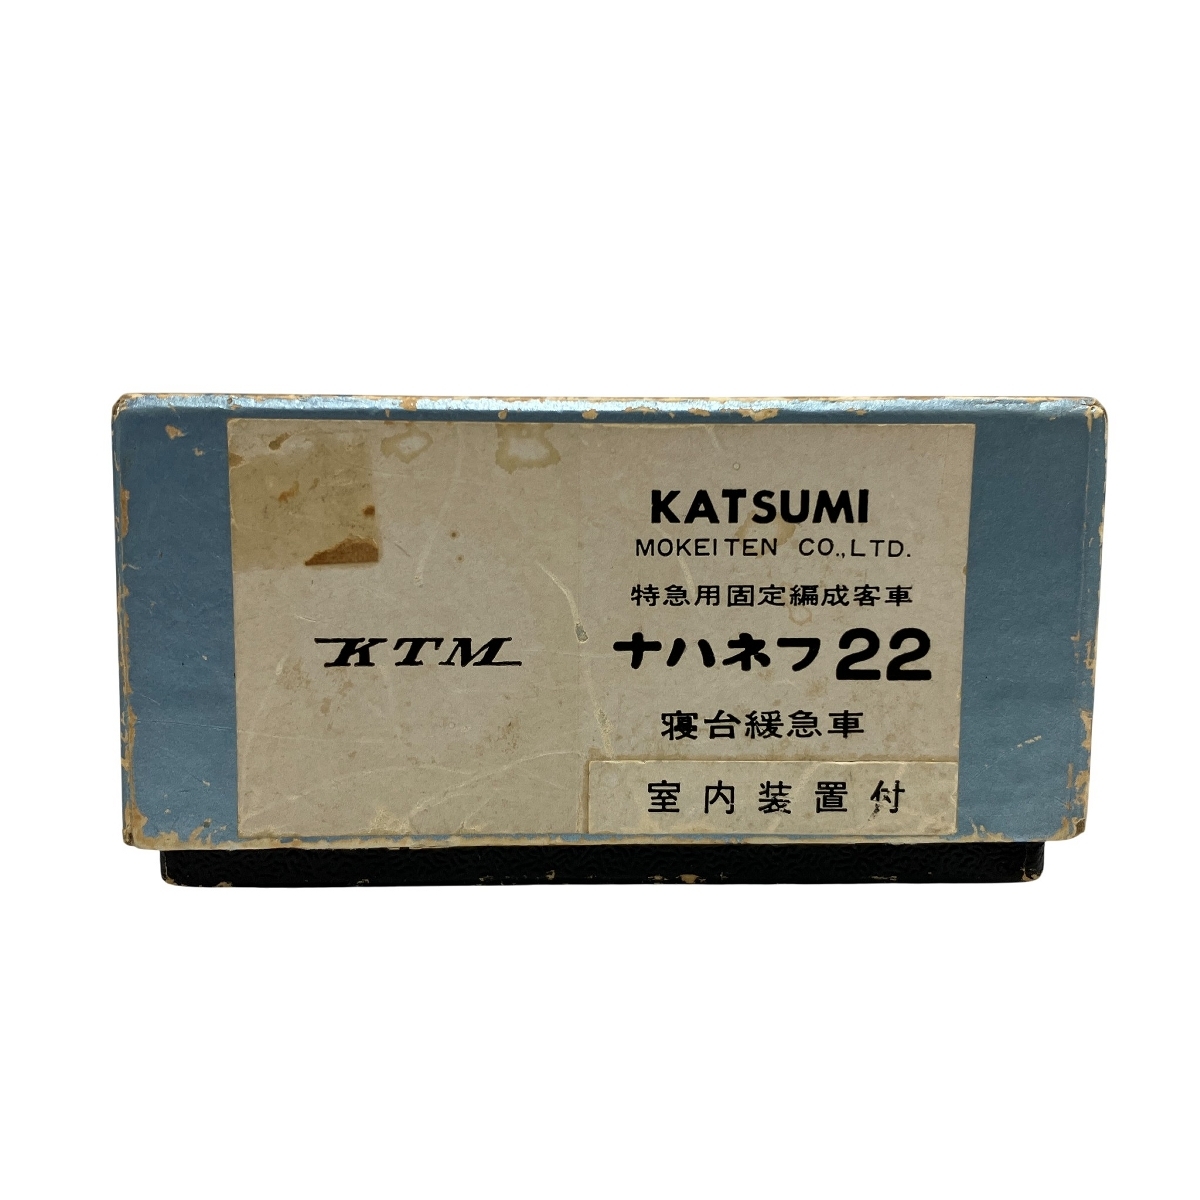 KTM
KATSUMI
MOKEITEN CO.,LTD.
特急用固定編成客車
ナハネフ22
寝台緩急車
室内装置付